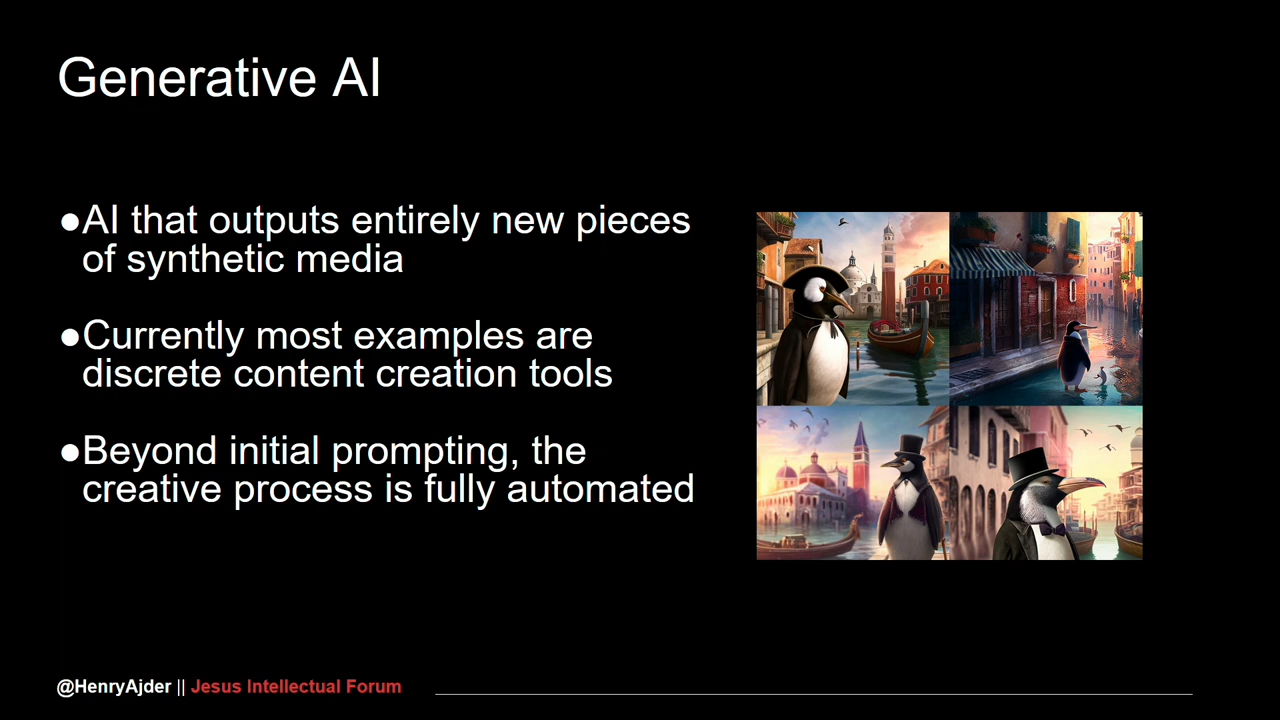 Generative AI
●AI that outputs entirely new pieces
of synthetic media
●Currently most examples are
discrete content creation tools
●Beyond initial prompting, the
creative process is fully automated
@HenryAjder || Jesus Intellectual Forum